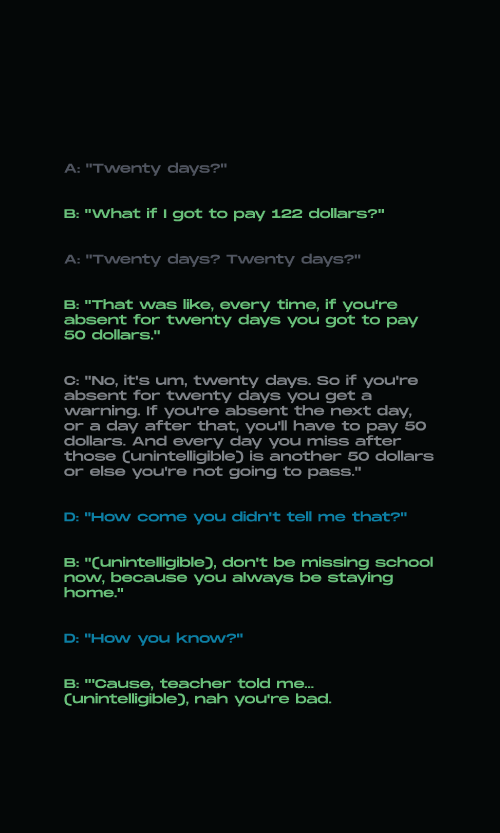 A: "Twenty days?"
B: "What if I got to pay 122 dollars?"
A: "Twenty days? Twenty days?"
B: "That was like, every time, if you're
absent for twenty days you got to pay
50 dollars."
C: "No, it's um, twenty days. So if you're
absent for twenty days you get a
warning. If you're absent the next day,
or a day after that, you'll have to pay 50
dollars. And every day you miss after
those (unintelligible) is another 50 dollars
or else you're not going to pass."
D: "How come you didn't tell me that?"
B: "(unintelligible), don't be missing school
now, because you always be staying
home."
D: "How you know?"
B: "'Cause, teacher told me...
(unintelligible), nah you're bad.